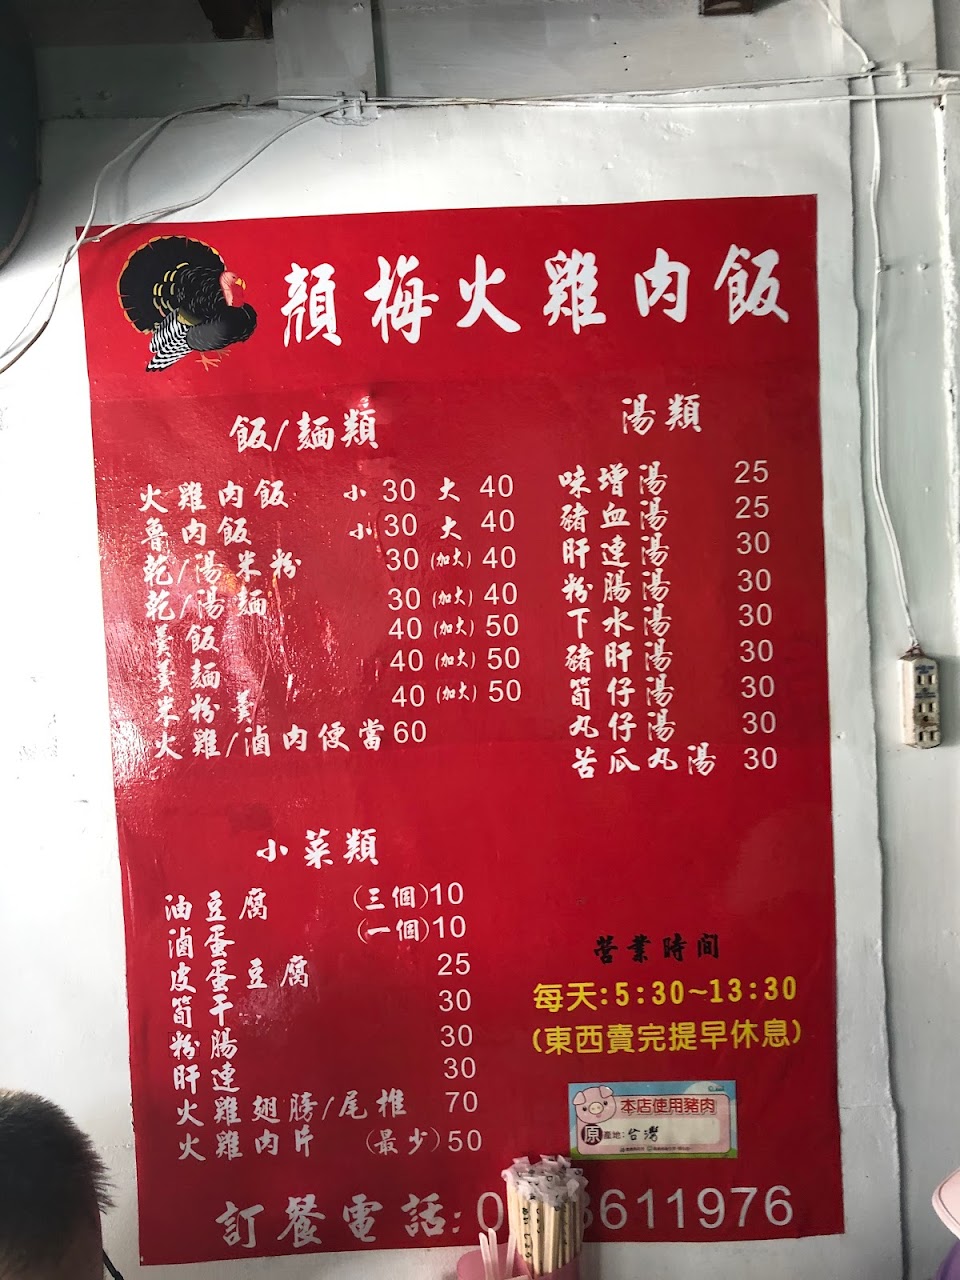 顏梅火雞肉飯
飯/麵類
火雞肉飯 小 30 大 40
魯肉飯 小 30 大 40
乾/湯米粉 30 (加大) 40
乾/湯麵 30 (加大) 40
羹飯 40 (加大) 50
羹麵 40 (加大) 50
米粉羹 40 (加大) 50
火雞/滷肉便當 60
湯類
味增湯 25
豬血湯 25
肝連湯 30
粉腸湯 30
下水湯 30
豬肝湯 30
筍仔湯 30
丸仔湯 30
苦瓜丸湯 30
小菜類
油豆腐 (三個) 10
滷蛋 (一個) 10
皮蛋豆腐 25
筍干 30
粉腸 30
肝連 30
火雞翅膀/尾椎 70
火雞肉片 (最少) 50
營業時間
每天:5:30~13:30
(東西賣完提早休息)
本店使用豬肉
原產地:台灣
訂餐電話: 0 8611976